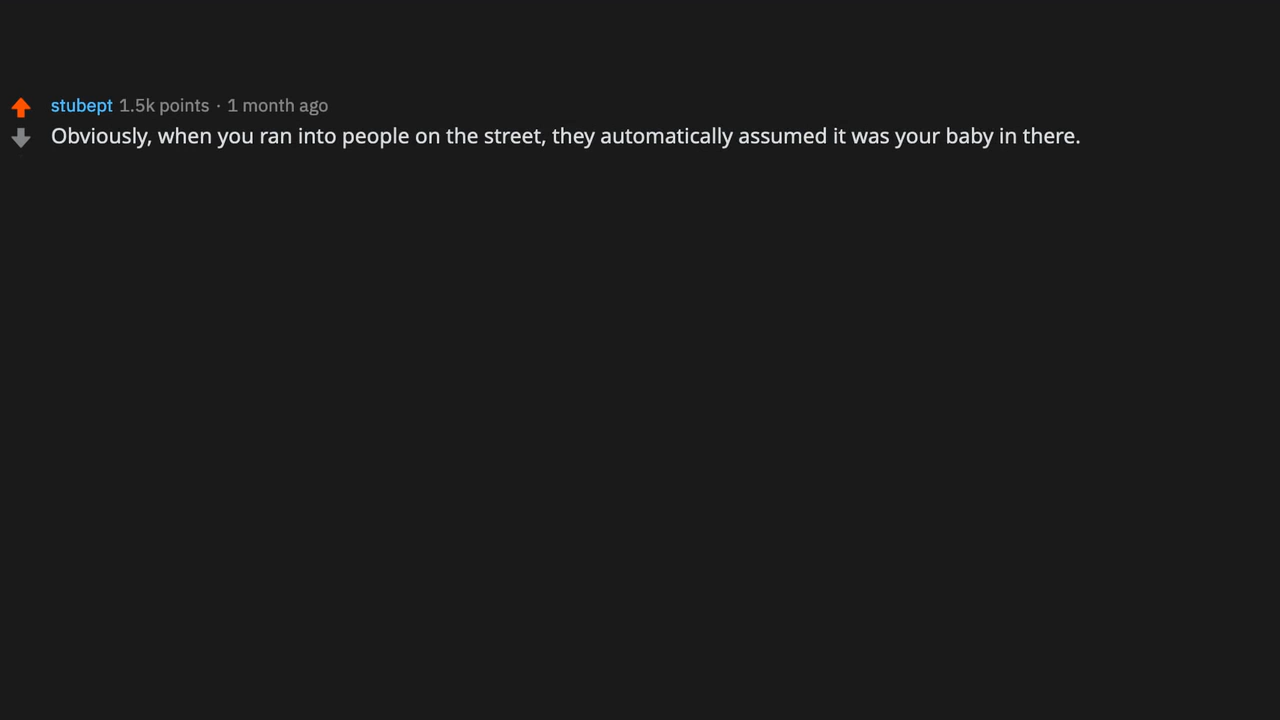 stubept 1.5k points · 1 month ago
Obviously, when you ran into people on the street, they automatically assumed it was your baby in there.